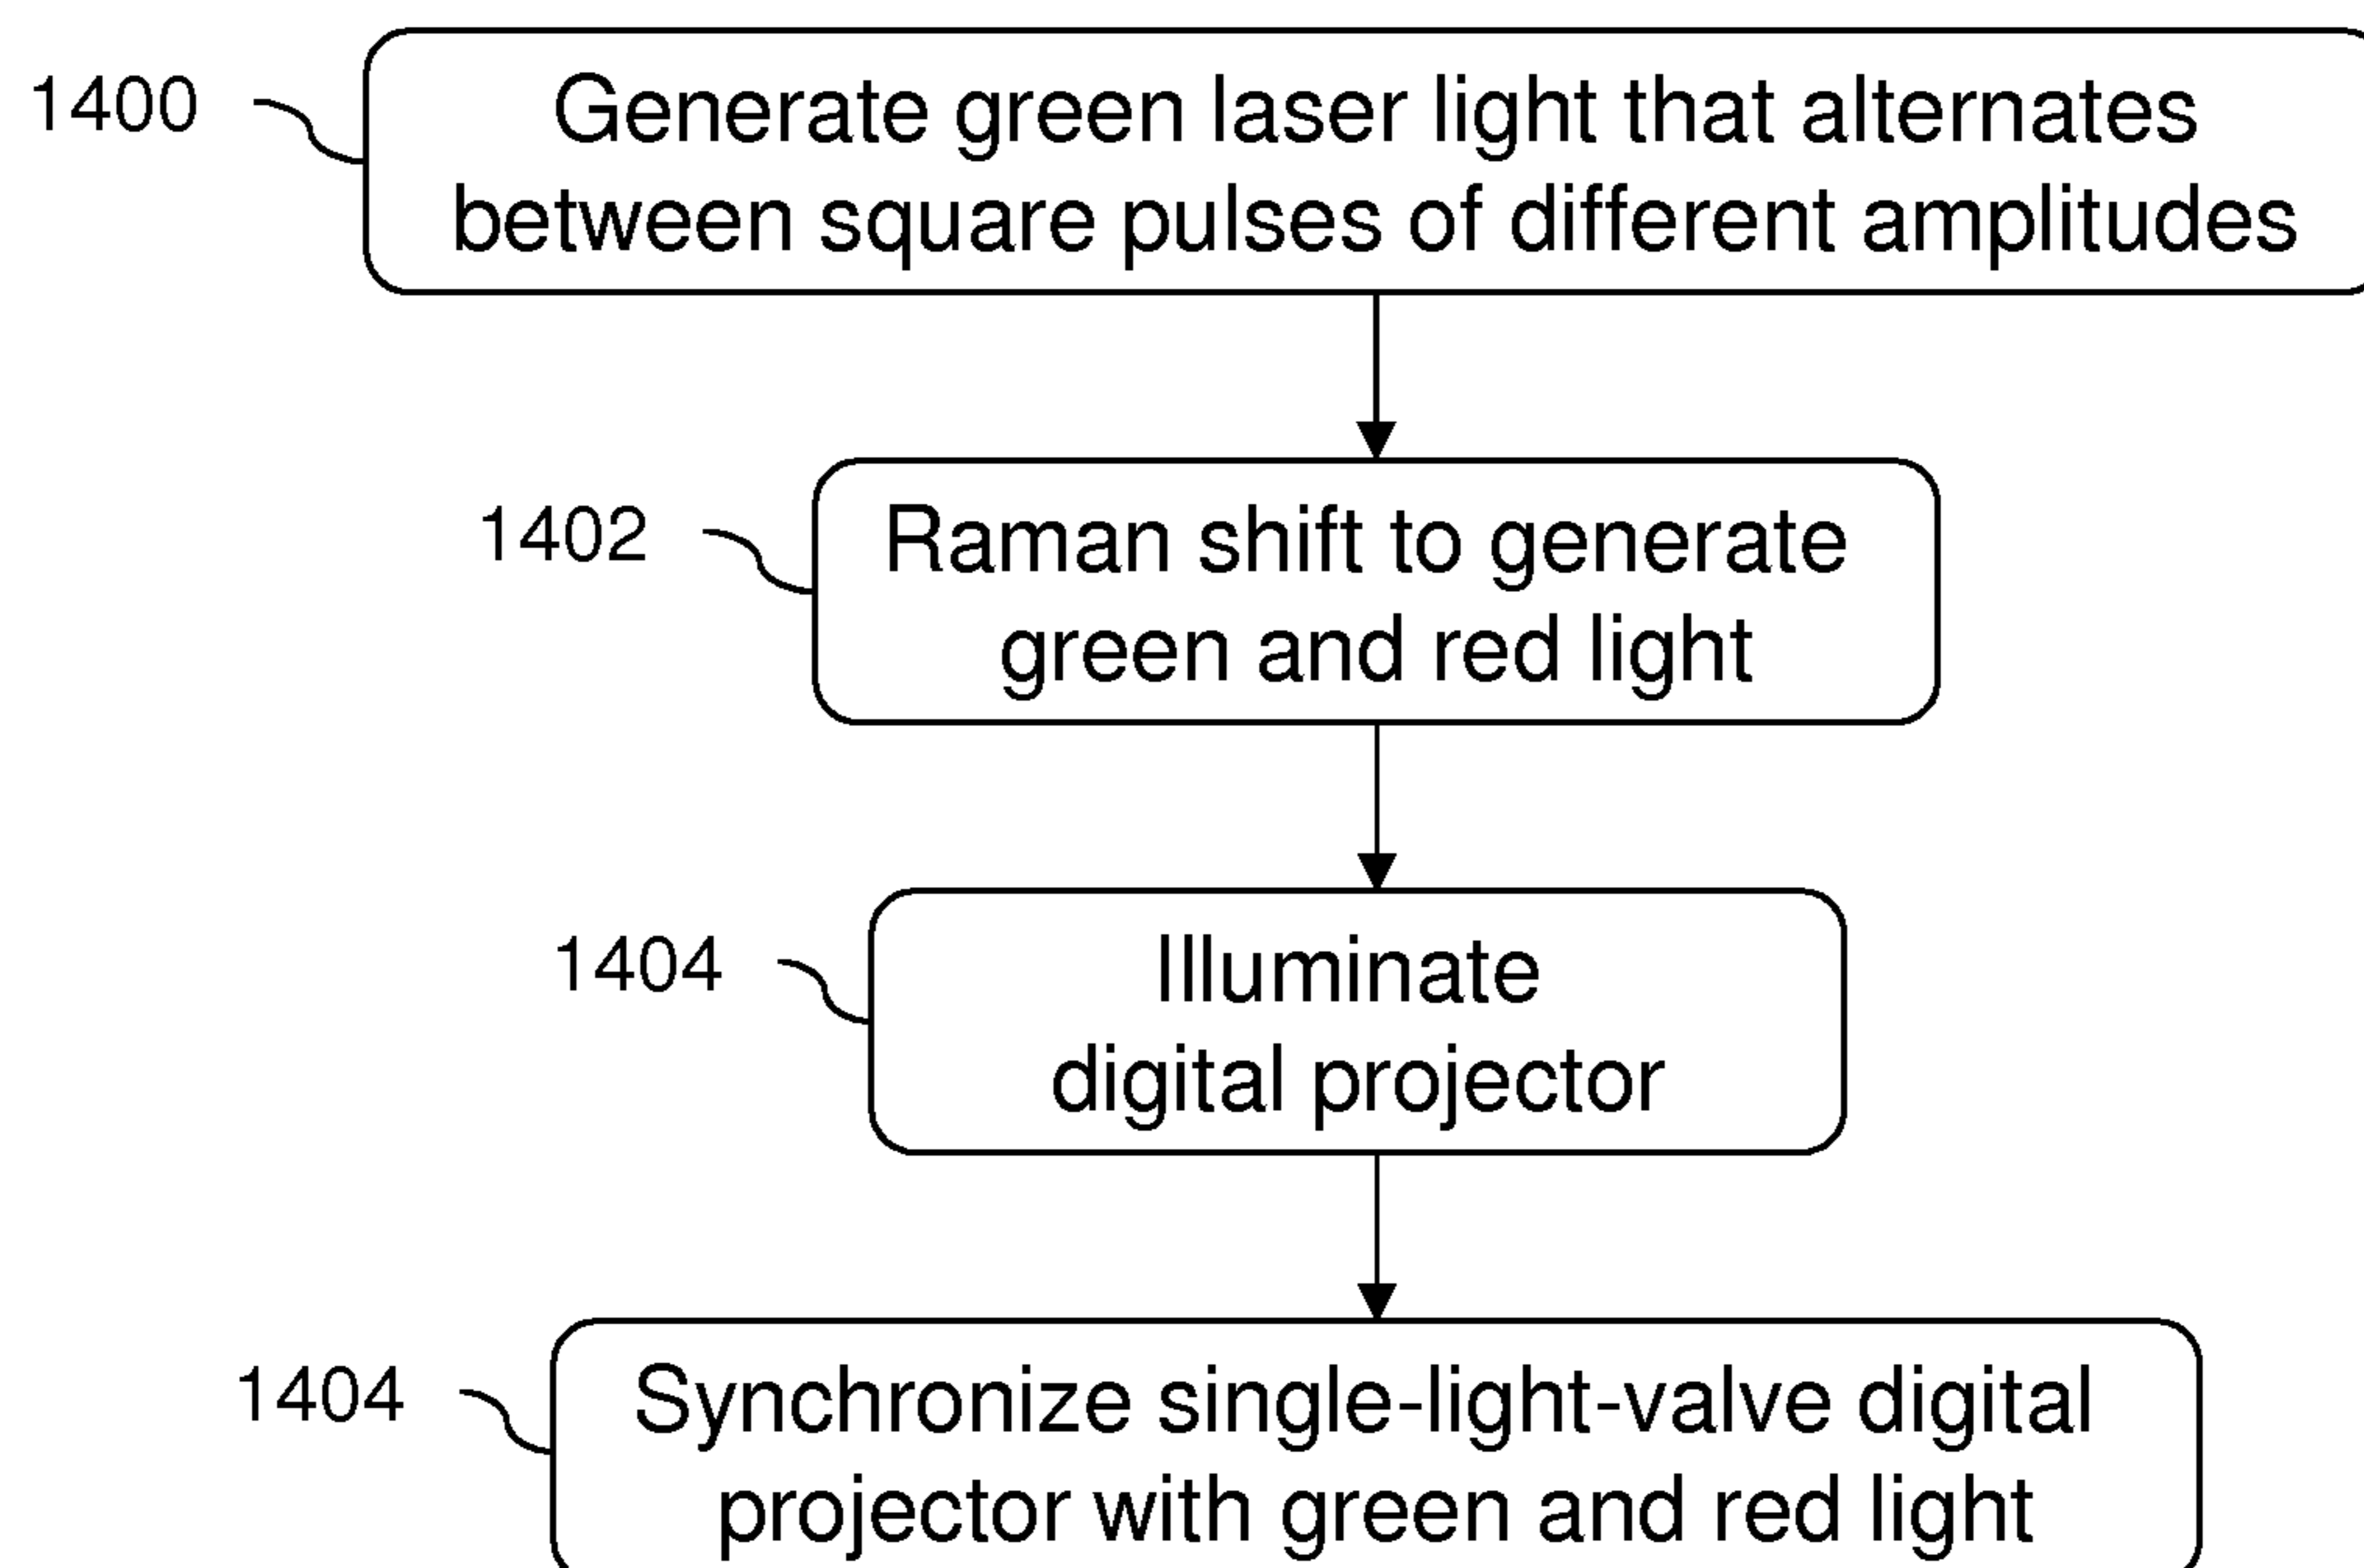 1400
Generate green laser light that alternates
between square pulses of different amplitudes
1402
Raman shift to generate
green and red light
1404
Illuminate
digital projector
1404
Synchronize single-light-valve digital
projector with green and red light